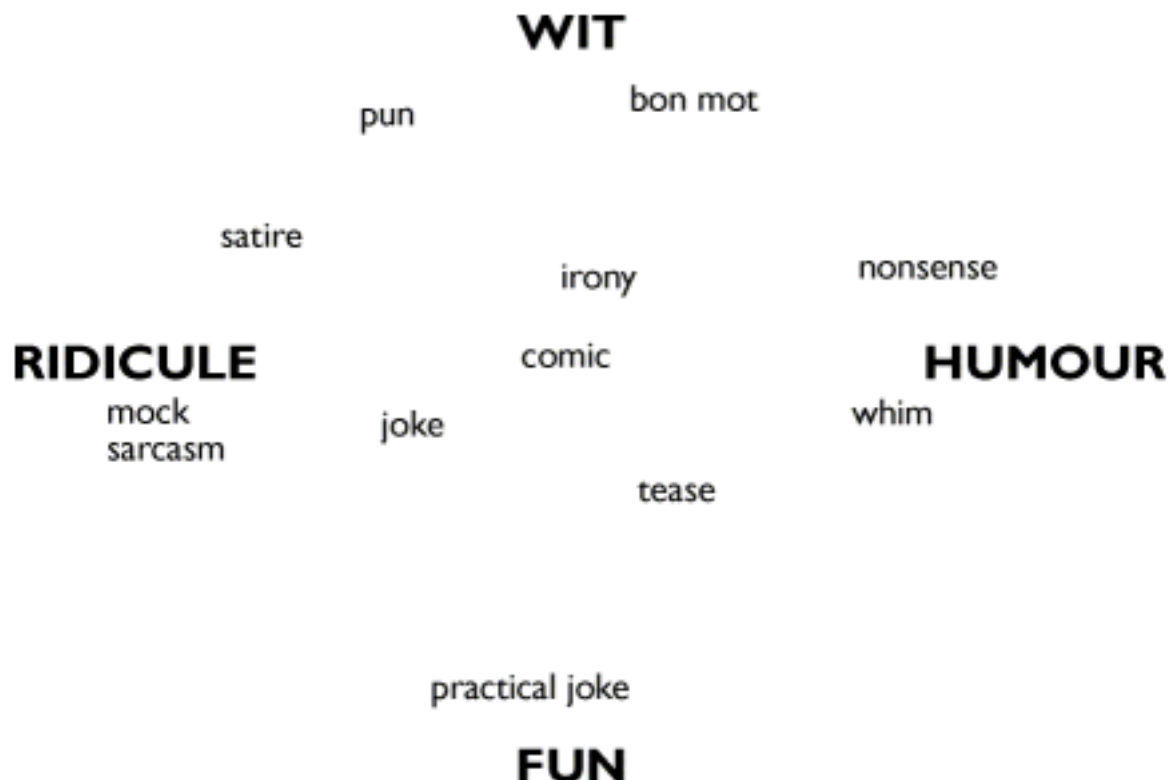 WIT
bon mot
pun
satire
irony
nonsense
RIDICULE
comic
HUMOUR
mock
joke
whim
sarcasm
tease
practical joke
FUN